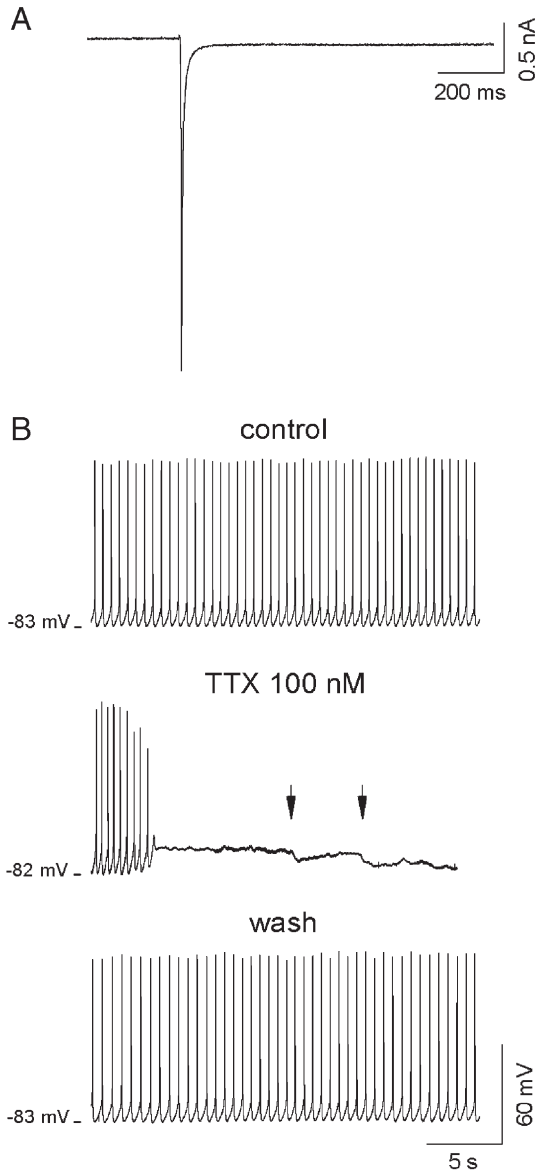 A
0.5 nA
200 ms
B
control
-83 mV
TTX 100 nM
-82 mV
wash
-83 mV
60 mV
5 s